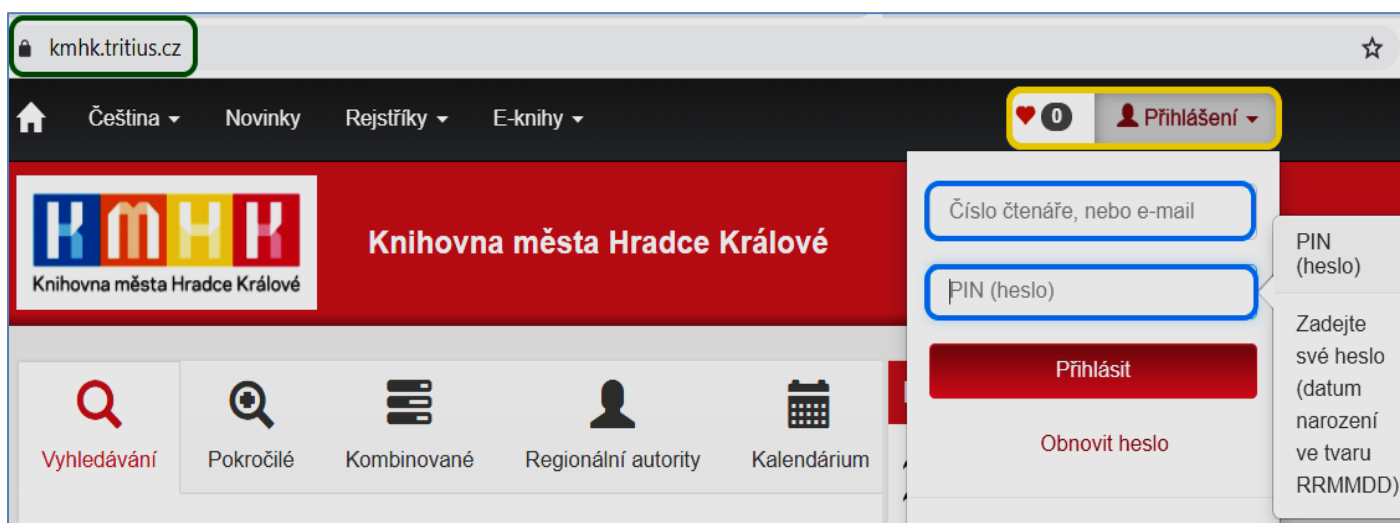 kmhk.tritius.cz
Čeština Novinky Rejstříky E-knihy 0 Přihlášení
KMHK
Knihovna města Hradce Králové
Knihovna města Hradce Králové
Číslo čtenáře, nebo e-mail
PIN (heslo)
Přihlásit
Obnovit heslo
PIN
(heslo)
Zadejte
své heslo
(datum
narození
ve tvaru
RRMMDD)
Vyhledávání Pokročilé Kombinované Regionální autority Kalendárium